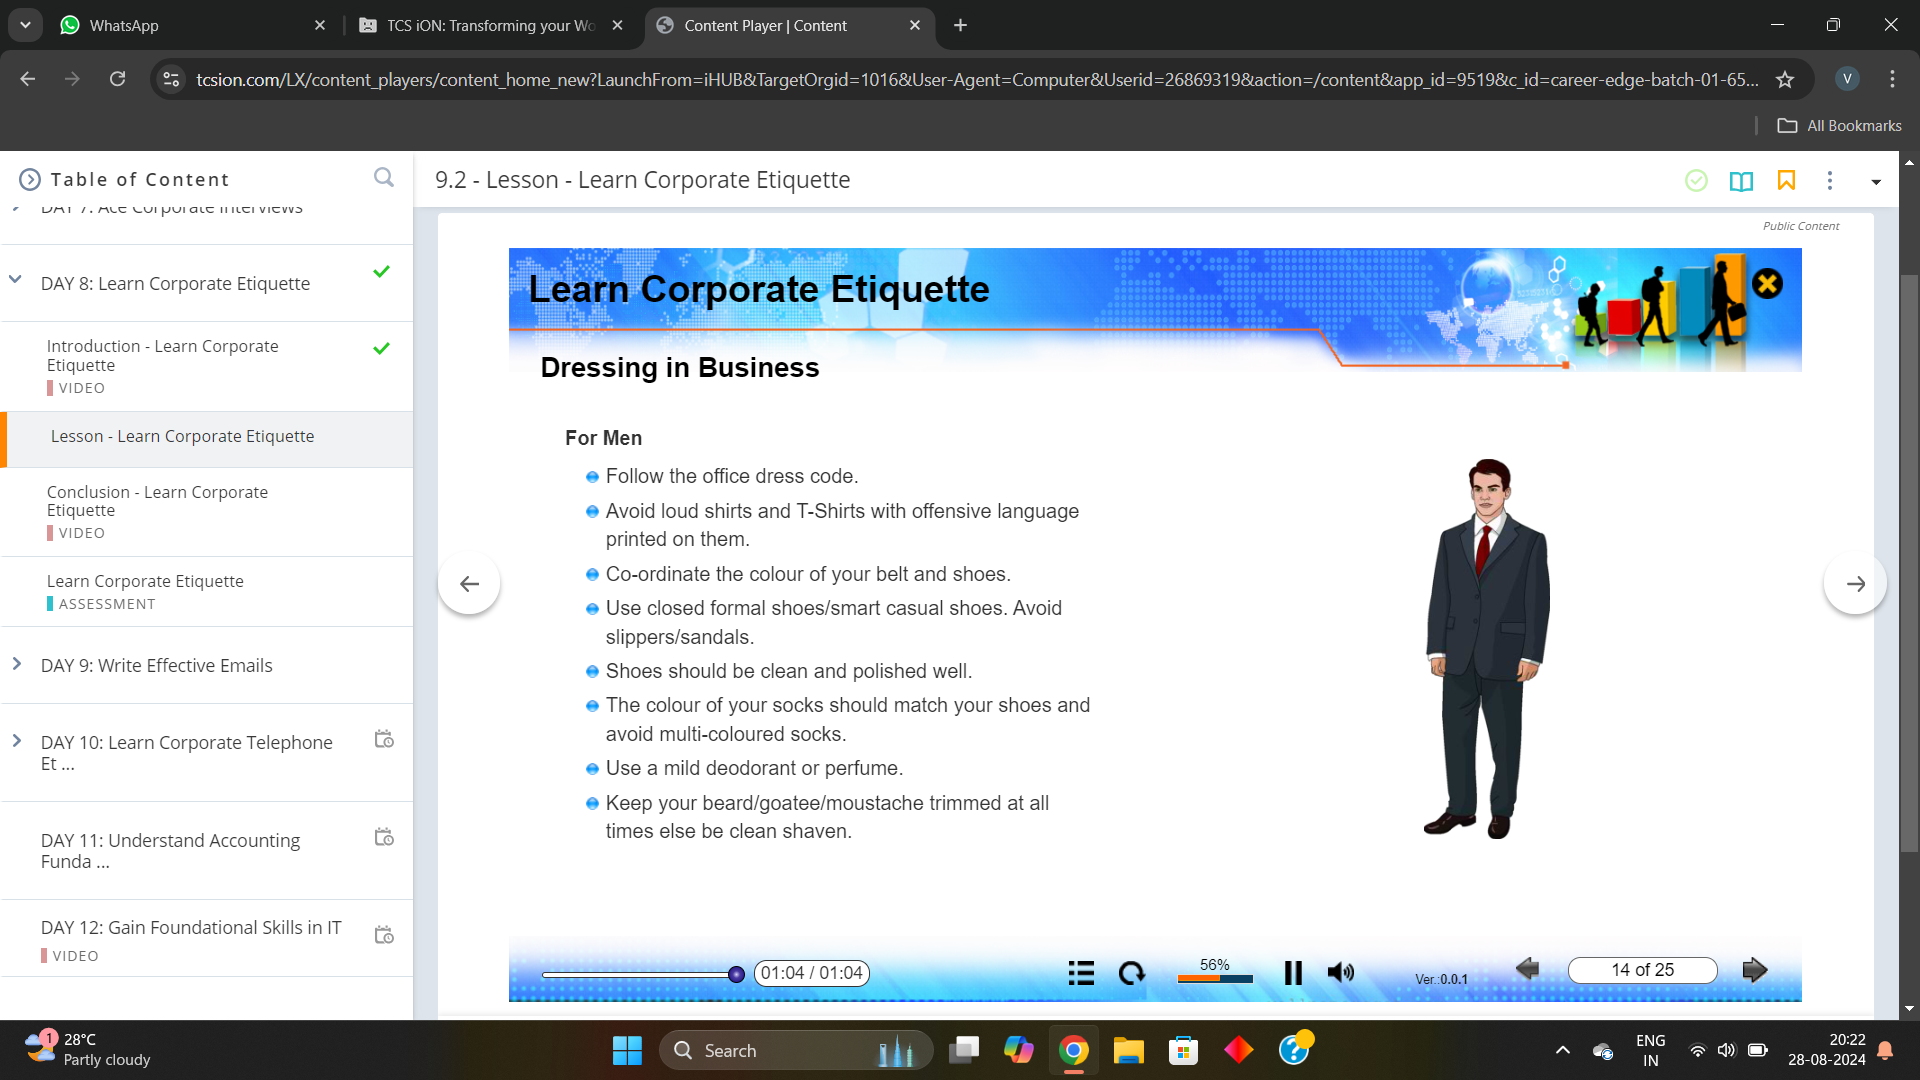 WhatsApp
TCS iON: Transforming your Wo
Content Player | Content
tcsion.com/LX/content_players/content_home_new?LaunchFrom=iHUB&TargetOrgid=1016&User-Agent=Computer&Userid=26869319&action=/content&app_id=9519&c_id=career-edge-batch-01-65...
V
All Bookmarks
Table of Content
DAY 7: Ace Corporate Interviews
DAY 8: Learn Corporate Etiquette
Introduction - Learn Corporate
Etiquette
VIDEO
Lesson - Learn Corporate Etiquette
Conclusion - Learn Corporate
Etiquette
VIDEO
Learn Corporate Etiquette
ASSESSMENT
DAY 9: Write Effective Emails
DAY 10: Learn Corporate Telephone
Et ...
DAY 11: Understand Accounting
Funda ...
DAY 12: Gain Foundational Skills in IT
VIDEO
9.2 - Lesson - Learn Corporate Etiquette
Public Content
Learn Corporate Etiquette
Dressing in Business
For Men
Follow the office dress code.
Avoid loud shirts and T-Shirts with offensive language
printed on them.
Co-ordinate the colour of your belt and shoes.
Use closed formal shoes/smart casual shoes. Avoid
slippers/sandals.
Shoes should be clean and polished well.
The colour of your socks should match your shoes and
avoid multi-coloured socks.
Use a mild deodorant or perfume.
Keep your beard/goatee/moustache trimmed at all
times else be clean shaven.
01:04 / 01:04
56%
Ver.:0.0.1
14 of 25
1
28°C
Partly cloudy
Search
ENG
IN
20:22
28-08-2024